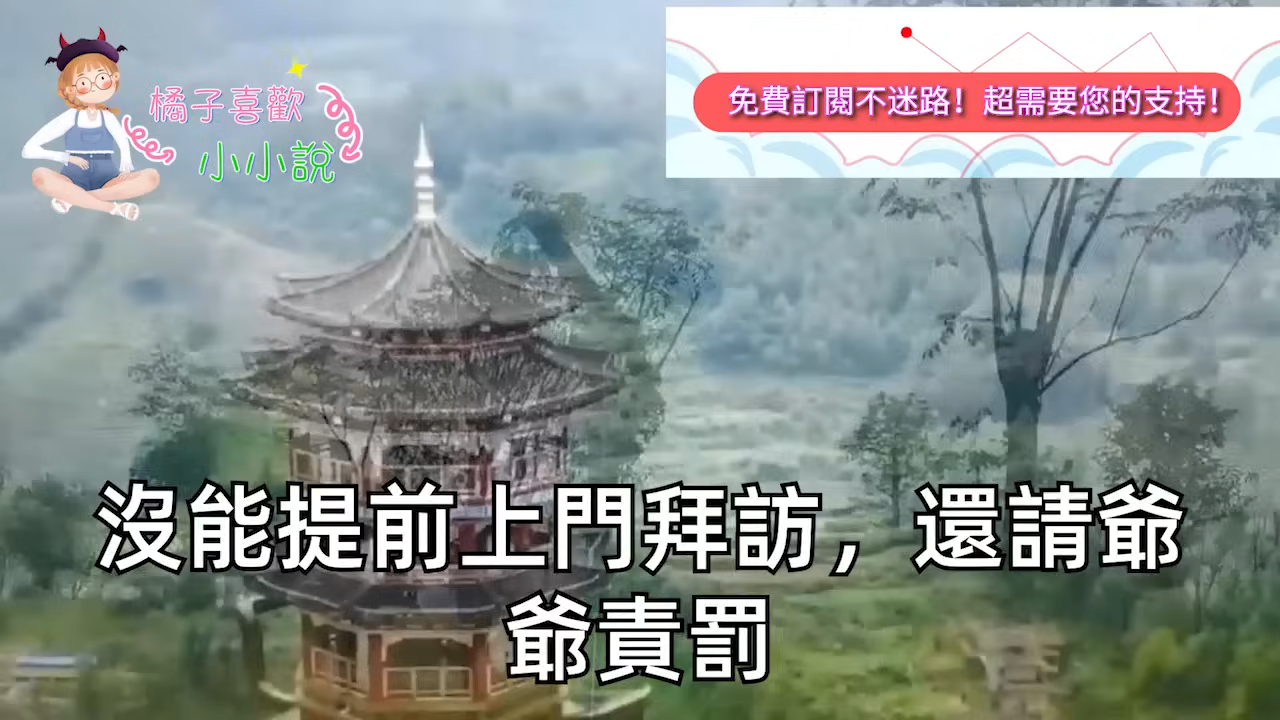 橘子喜歡
小小說
免費訂閱不迷路！超需要您的支持！
沒能提前上門拜訪，還請爺
爺責罰